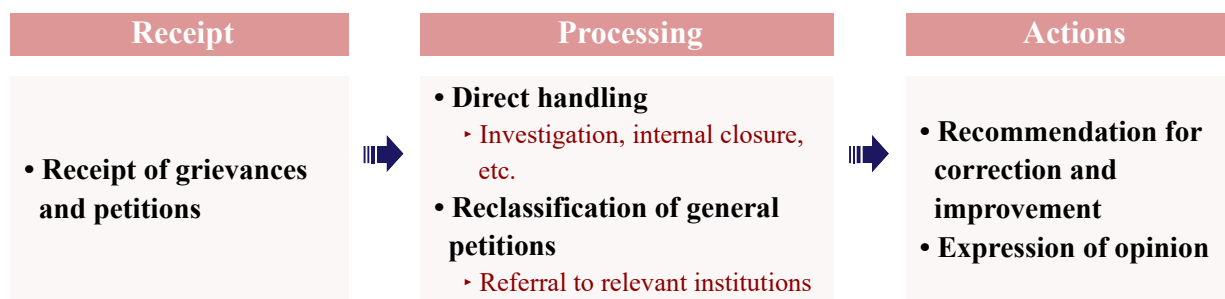 Receipt
• Receipt of grievances
and petitions
Processing
• Direct handling
‣ Investigation, internal closure,
etc.
• Reclassification of general
petitions
‣ Referral to relevant institutions
Actions
• Recommendation for
correction and
improvement
• Expression of opinion